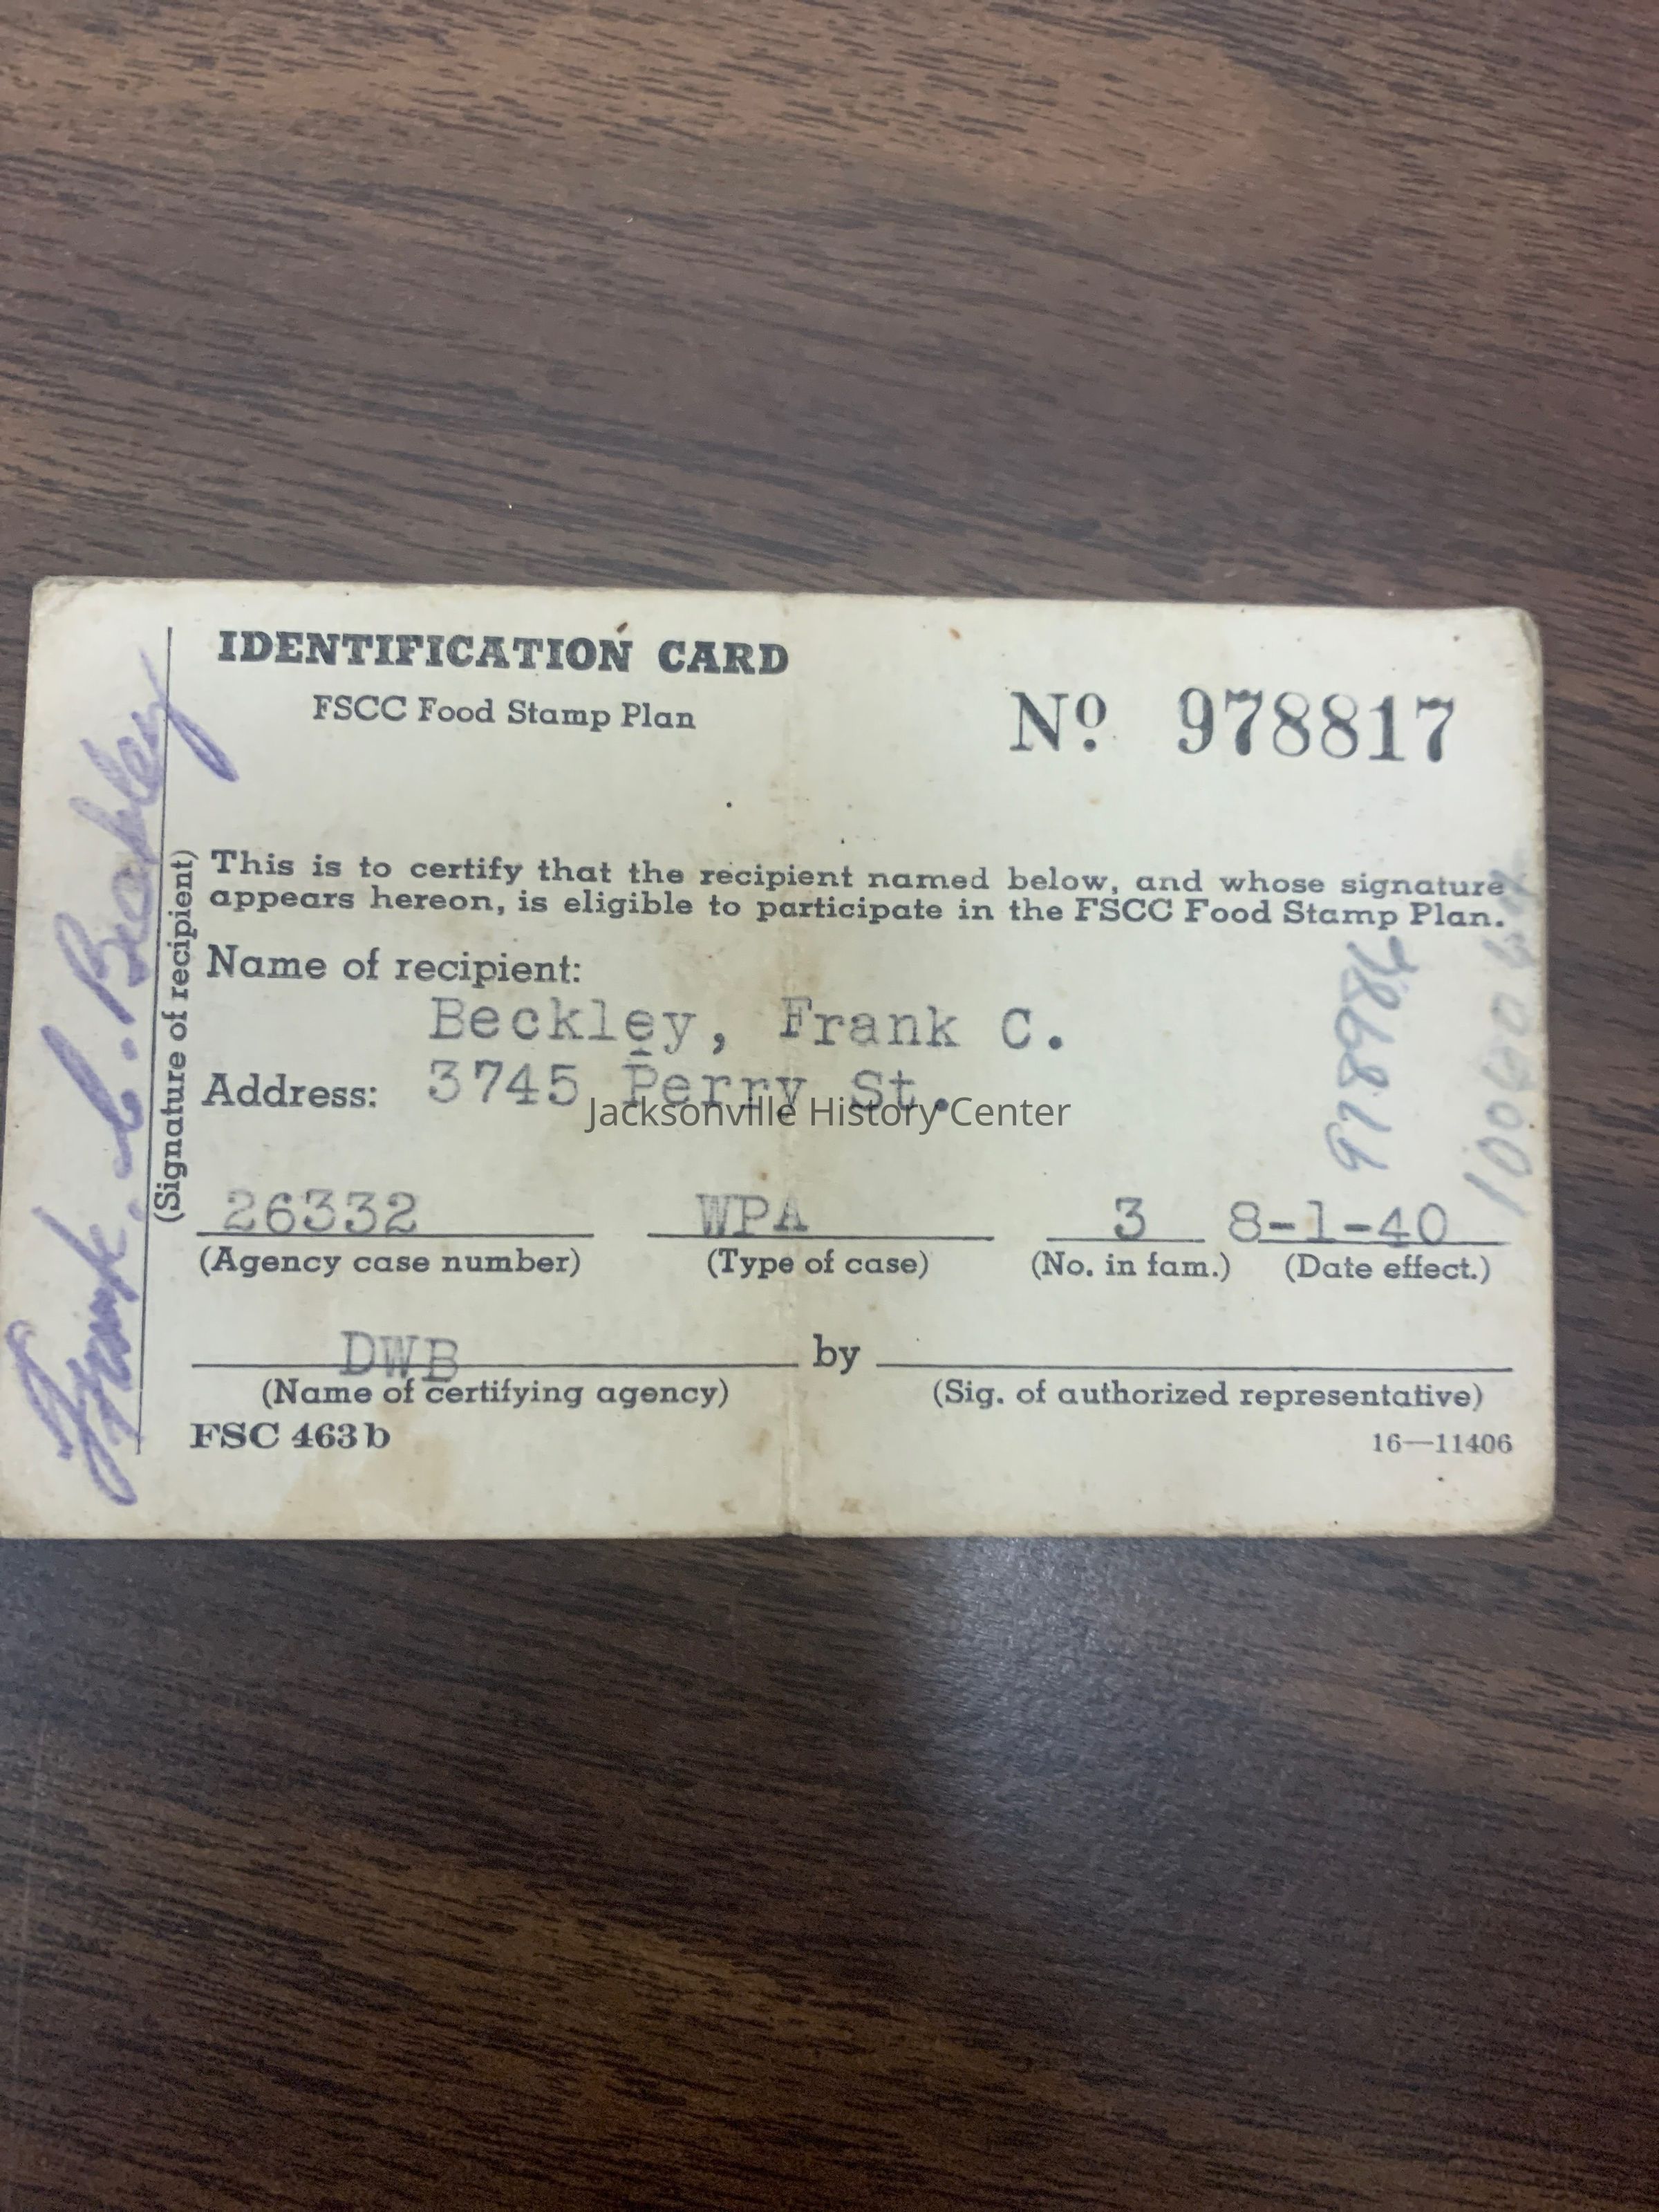 IDENTIFICATION CARD
FSCC Food Stamp Plan
Nº 978817
This is to certify that the recipient named below, and whose signature
appears hereon, is eligible to participate in the FSCC Food Stamp Plan.
Name of recipient:
Beckley, Frank C.
Address: 3745 Perry St.
Jacksonville History Center
26332 WPA 3 8-1-40
(Agency case number) (Type of case) (No. in fam.) (Date effect.)
DWB by
(Name of certifying agency) (Sig. of authorized representative)
FSC 463b 16—11406
(Signature of recipient)
Frank C. Beckley